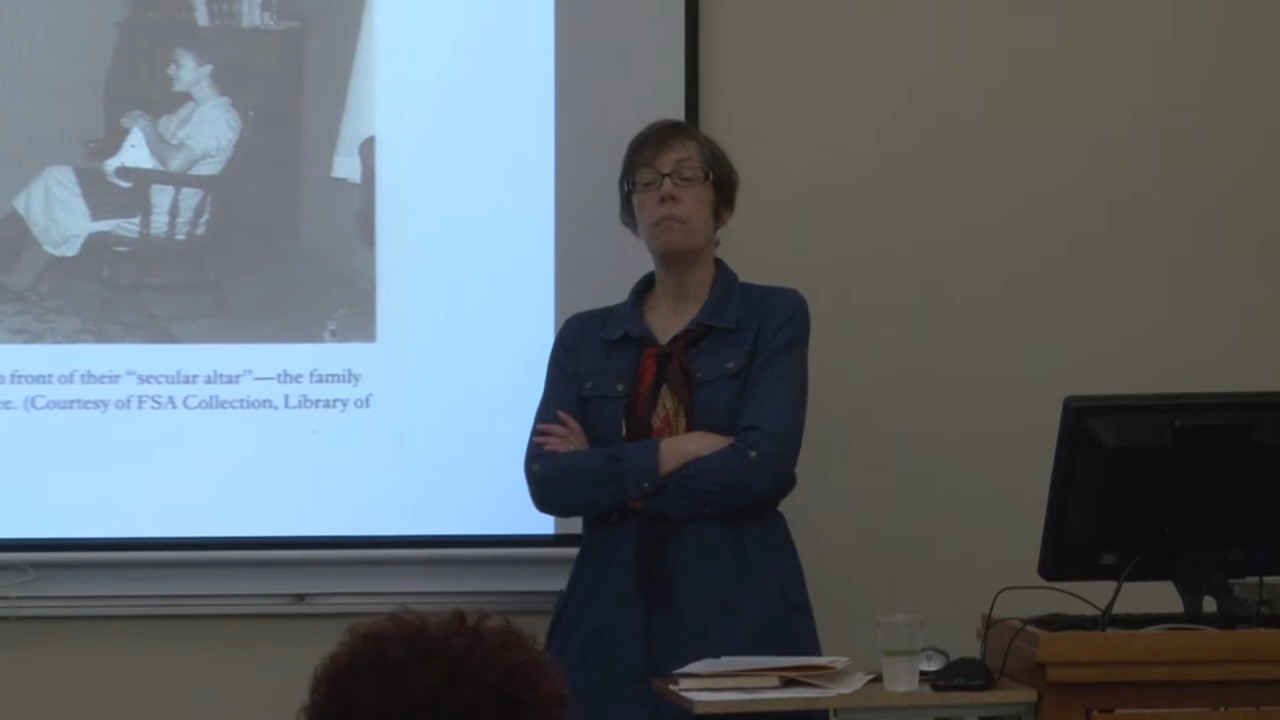 front of their “secular altar”—the family
(Courtesy of FSA Collection, Library of